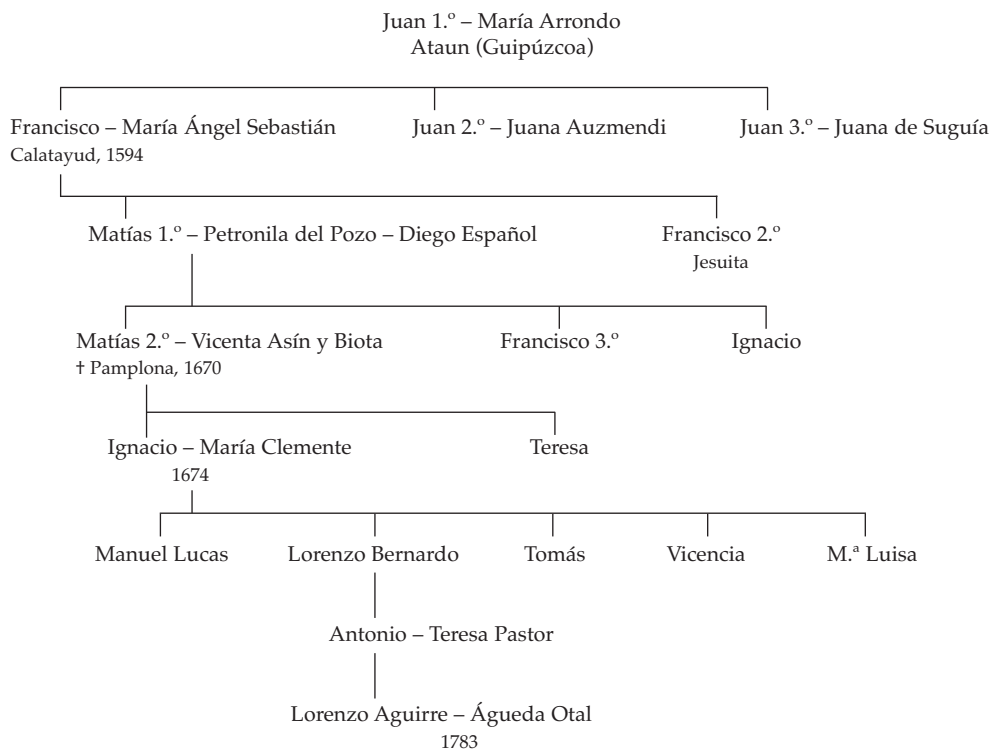 Juan 1.º – María Arrondo
Ataun (Guipúzcoa)
Francisco – María Ángel Sebastián
Calatayud, 1594
Juan 2.º – Juana Auzmendi
Juan 3.º – Juana de Suguía
Matías 1.º – Petronila del Pozo – Diego Español
Francisco 2.º
Jesuita
Matías 2.º – Vicenta Asín y Biota
† Pamplona, 1670
Francisco 3.º
Ignacio
Ignacio – María Clemente
1674
Teresa
Manuel Lucas
Lorenzo Bernardo
Tomás
Vicencia
M.ª Luisa
Antonio – Teresa Pastor
Lorenzo Aguirre – Águeda Otal
1783